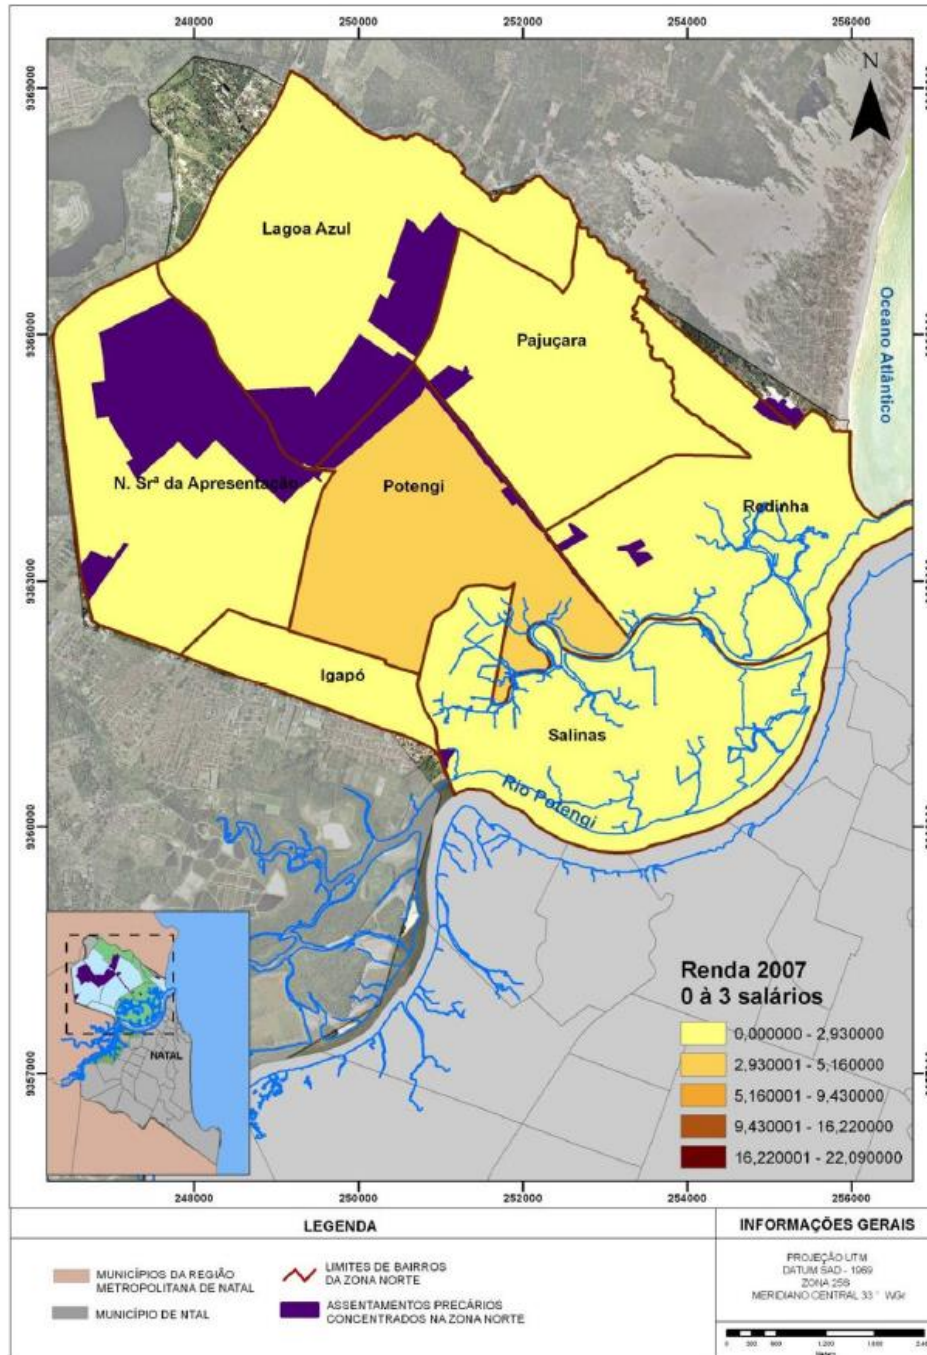 248000 250000 252000 254000 256000
N
9369000
Lagoa Azul
Oceano Atlântico
9366000
Pajuçara
N. Srª da Apresentação
Potengi
Redinha
9363000
Igapó
Salinas
Rio Potengi
9360000
Renda 2007
0 à 3 salários
0,000000 - 2,930000
2,930001 - 5,160000
5,160001 - 9,430000
9,430001 - 16,220000
16,220001 - 22,090000
NATAL
9357000
248000 250000 252000 254000 256000
LEGENDA
MUNICÍPIOS DA REGIÃO
METROPOLITANA DE NATAL
MUNICÍPIO DE NTAL
LIMITES DE BAIRROS
DA ZONA NORTE
ASSENTAMENTOS PRECÁRIOS
CONCENTRADOS NA ZONA NORTE
INFORMAÇÕES GERAIS
PROJEÇÃO UTM
DATUM SAD - 1969
MERIDIANO CENTRAL 33 °